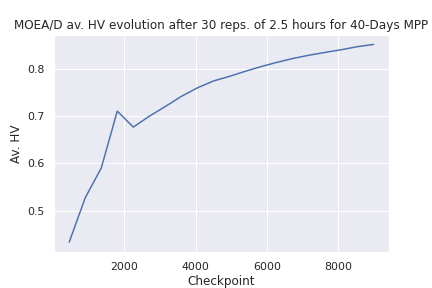 MOEA/D av. HV evolution after 30 reps. of 2.5 hours for 40-Days MPP
0.8
0.7
0.6
0.5
Av. HV
2000
4000
6000
8000
Checkpoint